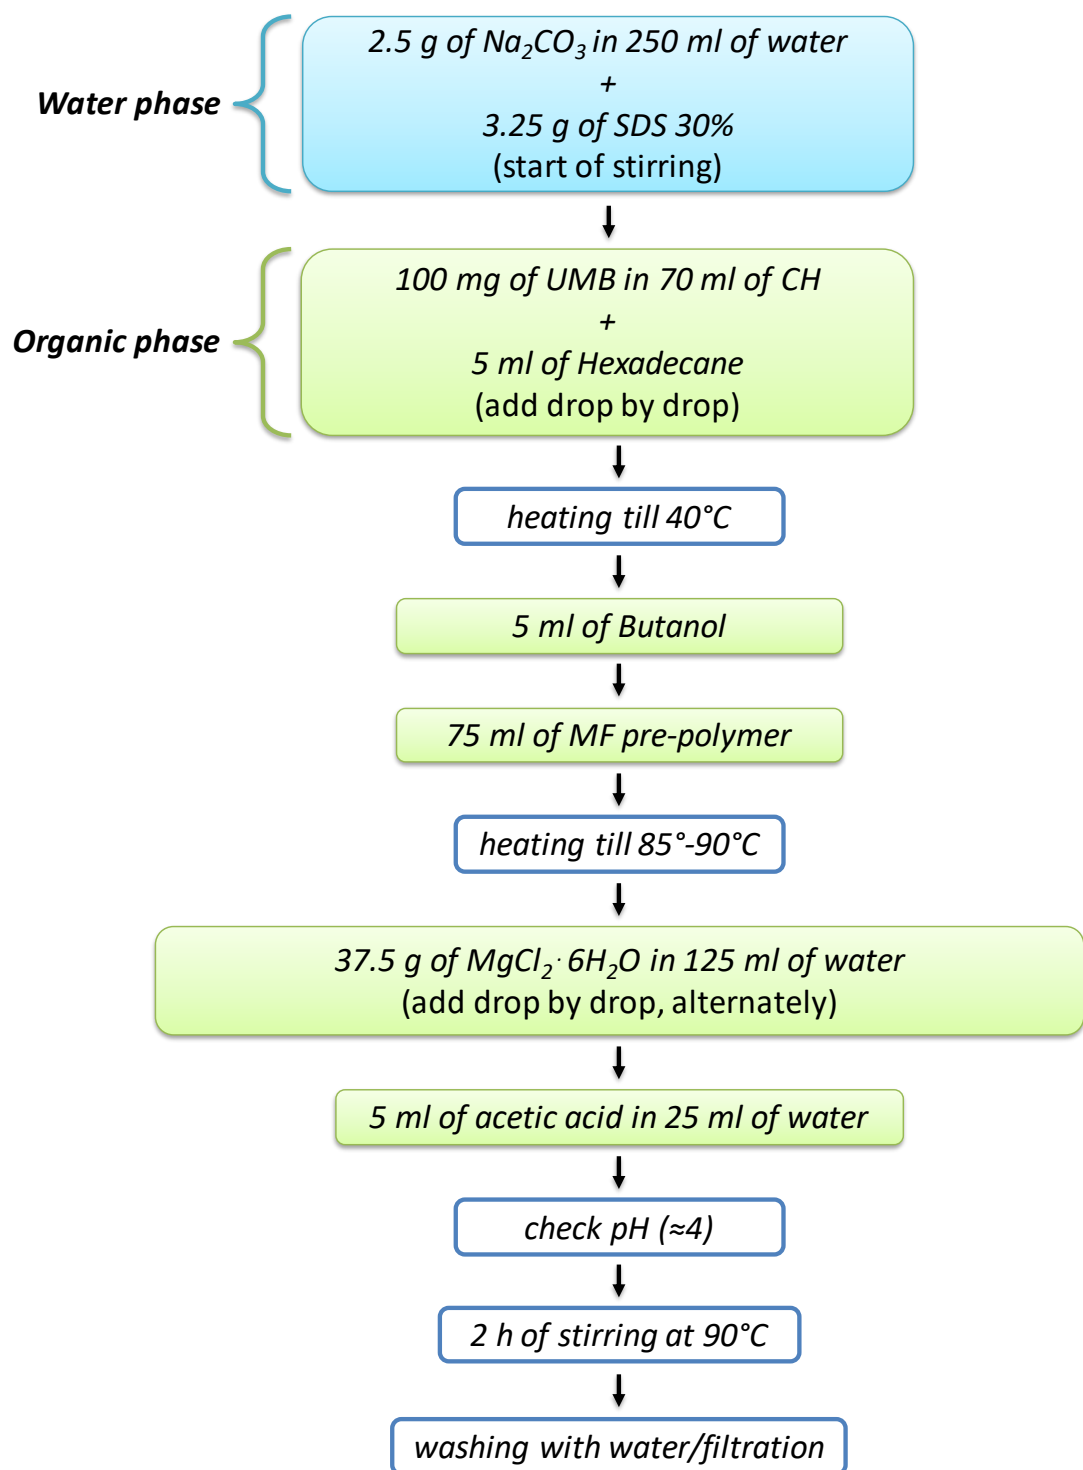 2.5 g of Na₂CO₃ in 250 ml of water
+
3.25 g of SDS 30%
(start of stirring)
Water phase
100 mg of UMB in 70 ml of CH
+
5 ml of Hexadecane
(add drop by drop)
Organic phase
heating till 40°C
5 ml of Butanol
75 ml of MF pre-polymer
heating till 85°-90°C
37.5 g of MgCl₂· 6H₂O in 125 ml of water
(add drop by drop, alternately)
5 ml of acetic acid in 25 ml of water
check pH (≈4)
2 h of stirring at 90°C
washing with water/filtration